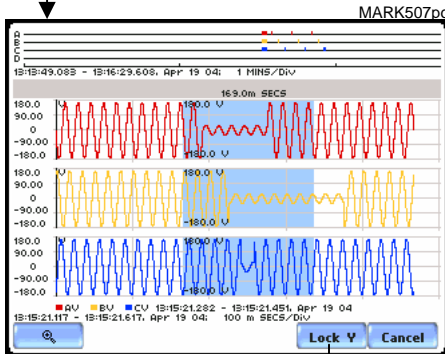 MARK507po
A
B
C
D
13:13:49.083 - 13:16:29.608, Apr 19 04;  1 MINS/Div
169.0m SECS
180.0 V 180.0 V
90.00
0
-90.00
-180.0 -180.0 V
180.0 V 180.0 V
90.00
0
-90.00
-180.0 -180.0 V
180.0 V 180.0 V
90.00
0
-90.00
-180.0 -180.0 V
AV BV CV 13:15:21.282 - 13:15:21.451, Apr 19 04
13:15:21.117 - 13:15:21.617, Apr 19 04;  100 m SECS/Div
Lock Y Cancel